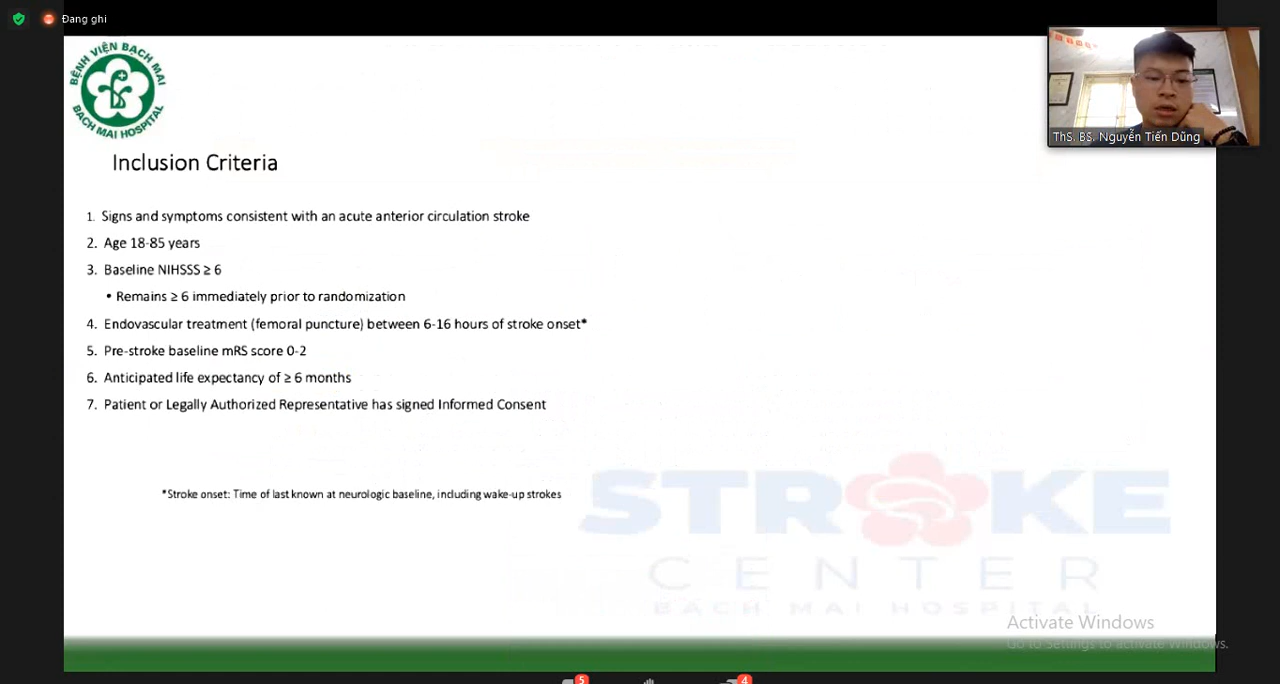 Đang ghi
BỆNH VIỆN BẠCH MAI
BACH MAI HOSPITAL
ThS. BS. Nguyễn Tiến Dũng
Inclusion Criteria
1. Signs and symptoms consistent with an acute anterior circulation stroke
2. Age 18-85 years
3. Baseline NIHSSS ≥ 6
• Remains ≥ 6 immediately prior to randomization
4. Endovascular treatment (femoral puncture) between 6-16 hours of stroke onset*
5. Pre-stroke baseline mRS score 0-2
6. Anticipated life expectancy of ≥ 6 months
7. Patient or Legally Authorized Representative has signed Informed Consent
*Stroke onset: Time of last known at neurologic baseline, including wake-up strokes
STROKE
CENTER
BACH MAI HOSPITAL
Activate Windows
Go to Settings to activate Windows.
5
4